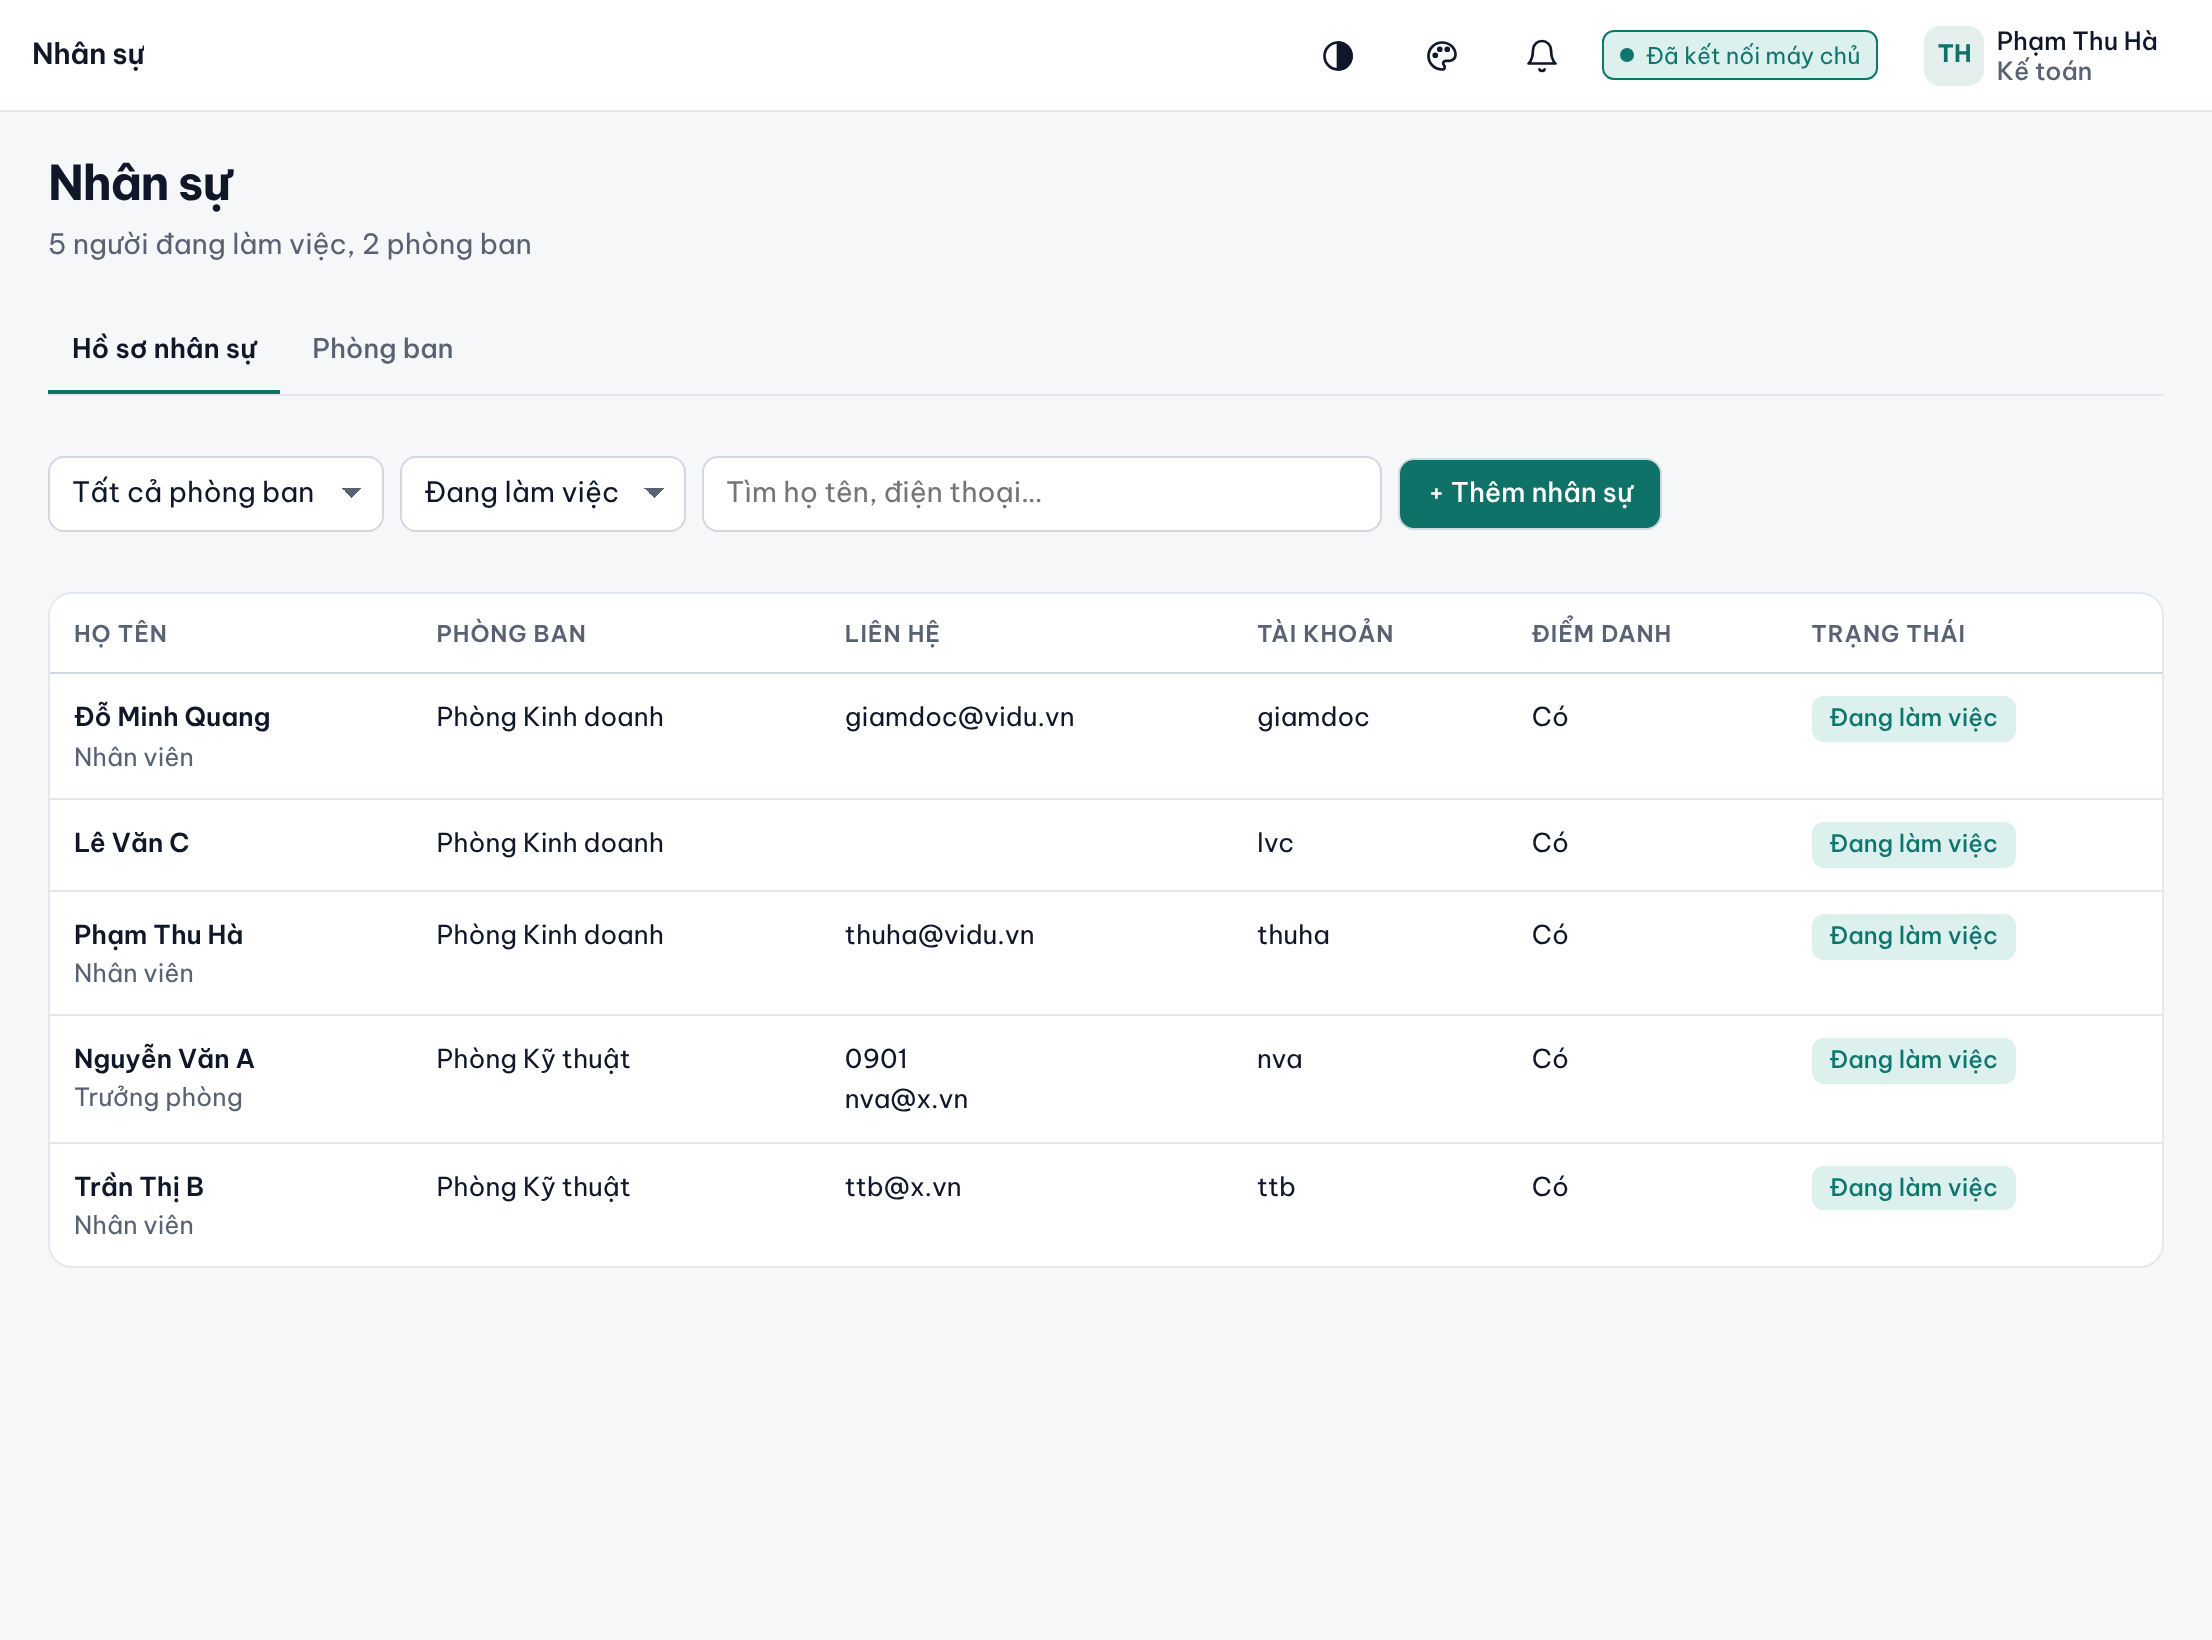 Nhân sự
Đã kết nối máy chủ
TH
Phạm Thu Hà
Kế toán
Nhân sự
5 người đang làm việc, 2 phòng ban
Hồ sơ nhân sự
Phòng ban
Tất cả phòng ban
Đang làm việc
Tìm họ tên, điện thoại...
+ Thêm nhân sự
HỌ TÊN PHÒNG BAN LIÊN HỆ TÀI KHOẢN ĐIỂM DANH TRẠNG THÁI
Đỗ Minh Quang Phòng Kinh doanh giamdoc@vidu.vn giamdoc Có Đang làm việc
Nhân viên
Lê Văn C Phòng Kinh doanh lvc Có Đang làm việc
Phạm Thu Hà Phòng Kinh doanh thuha@vidu.vn thuha Có Đang làm việc
Nhân viên
Nguyễn Văn A Phòng Kỹ thuật 0901 nva Có Đang làm việc
Trưởng phòng nva@x.vn
Trần Thị B Phòng Kỹ thuật ttb@x.vn ttb Có Đang làm việc
Nhân viên